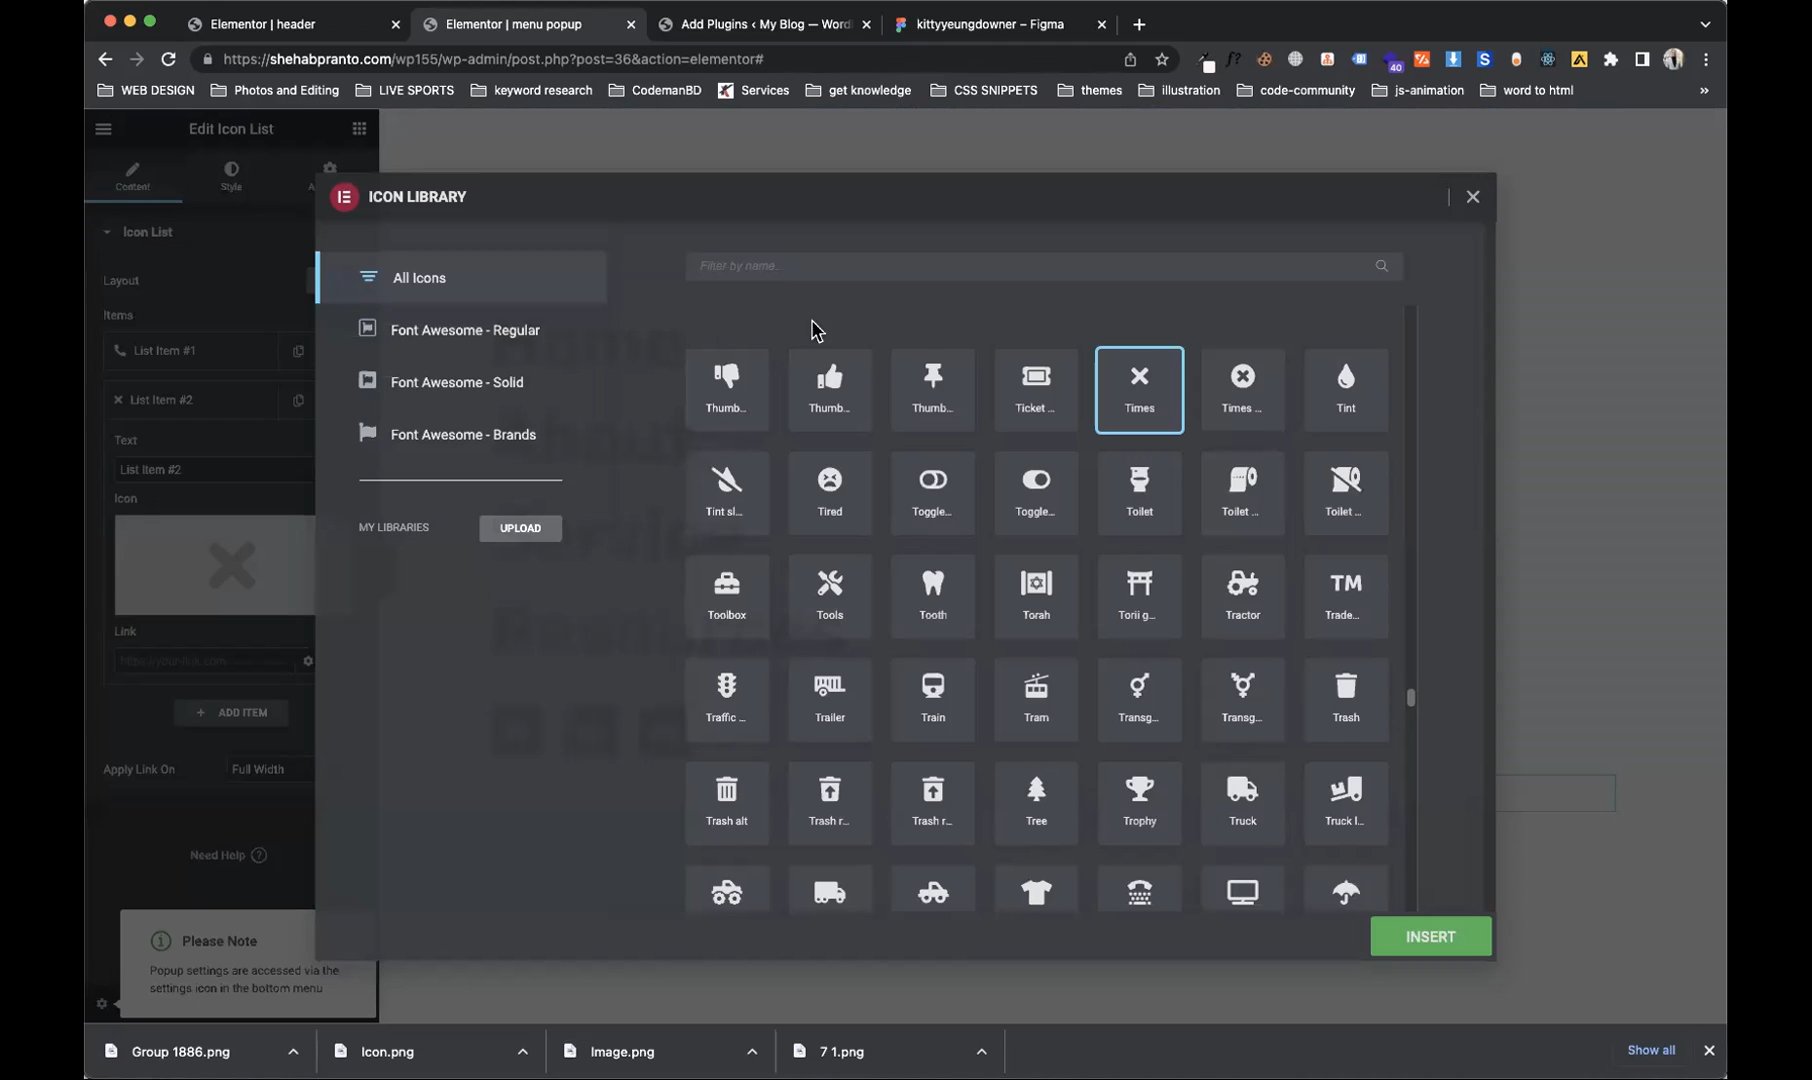 Elementor | header
Elementor | menu popup
Add Plugins ‹ My Blog — Word
kittyyeungdowner – Figma
https://shehabpranto.com/wp155/wp-admin/post.php?post=36&action=elementor#
40
WEB DESIGN
Photos and Editing
LIVE SPORTS
keyword research
CodemanBD
Services
get knowledge
CSS SNIPPETS
themes
illustration
code-community
js-animation
word to html
»
Edit Icon List
Content
Style
Icon List
Layout
Items
List Item #1
List Item #2
Text
List Item #2
Icon
Link
https://your-link.com
+ ADD ITEM
Apply Link On
Full Width
Need Help ?
Please Note
Popup settings are accessed via the
settings icon in the bottom menu
ICON LIBRARY
All Icons
Font Awesome - Regular
Font Awesome - Solid
Font Awesome - Brands
MY LIBRARIES
UPLOAD
Filter by name...
Thumb...
Thumb...
Thumb...
Ticket ...
Times
Times ...
Tint
Tint sl...
Tired
Toggle...
Toggle...
Toilet
Toilet ...
Toilet ...
Toolbox
Tools
Tooth
Torah
Torii g...
Tractor
TM
Trade...
Traffic ...
Trailer
Train
Tram
Transg...
Transg...
Trash
Trash alt
Trash r...
Trash r...
Tree
Trophy
Truck
Truck l...
INSERT
Group 1886.png
Icon.png
Image.png
7 1.png
Show all